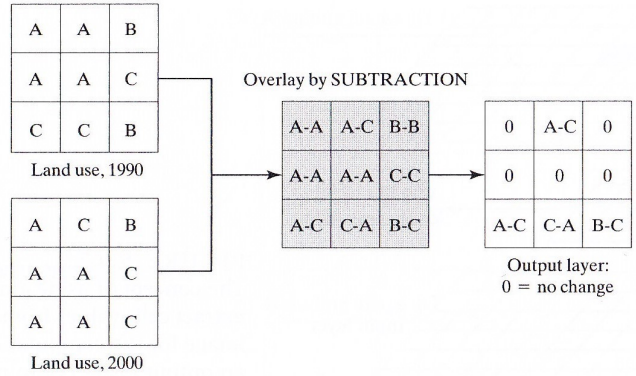 A A B
A A C
C C B
Land use, 1990
A C B
A A C
A A C
Land use, 2000
Overlay by SUBTRACTION
A-A A-C B-B
A-A A-A C-C
A-C C-A B-C
0 A-C 0
0 0 0
A-C C-A B-C
Output layer:
0 = no change